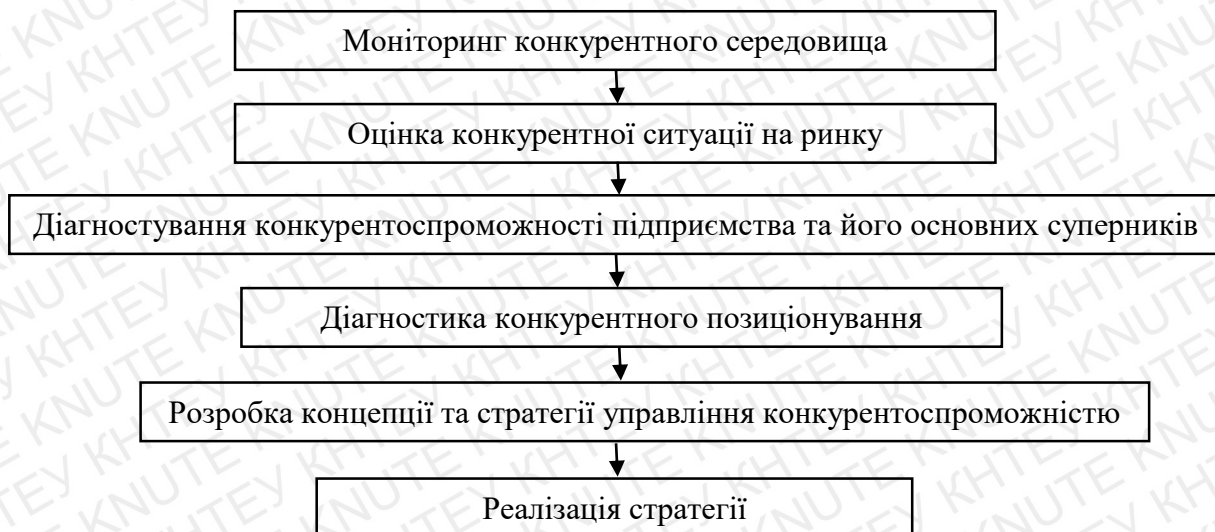 Моніторинг конкурентного середовища
Оцінка конкурентної ситуації на ринку
Діагностування конкурентоспроможності підприємства та його основних суперників
Діагностика конкурентного позиціонування
Розробка концепції та стратегії управління конкурентоспроможністю
Реалізація стратегії